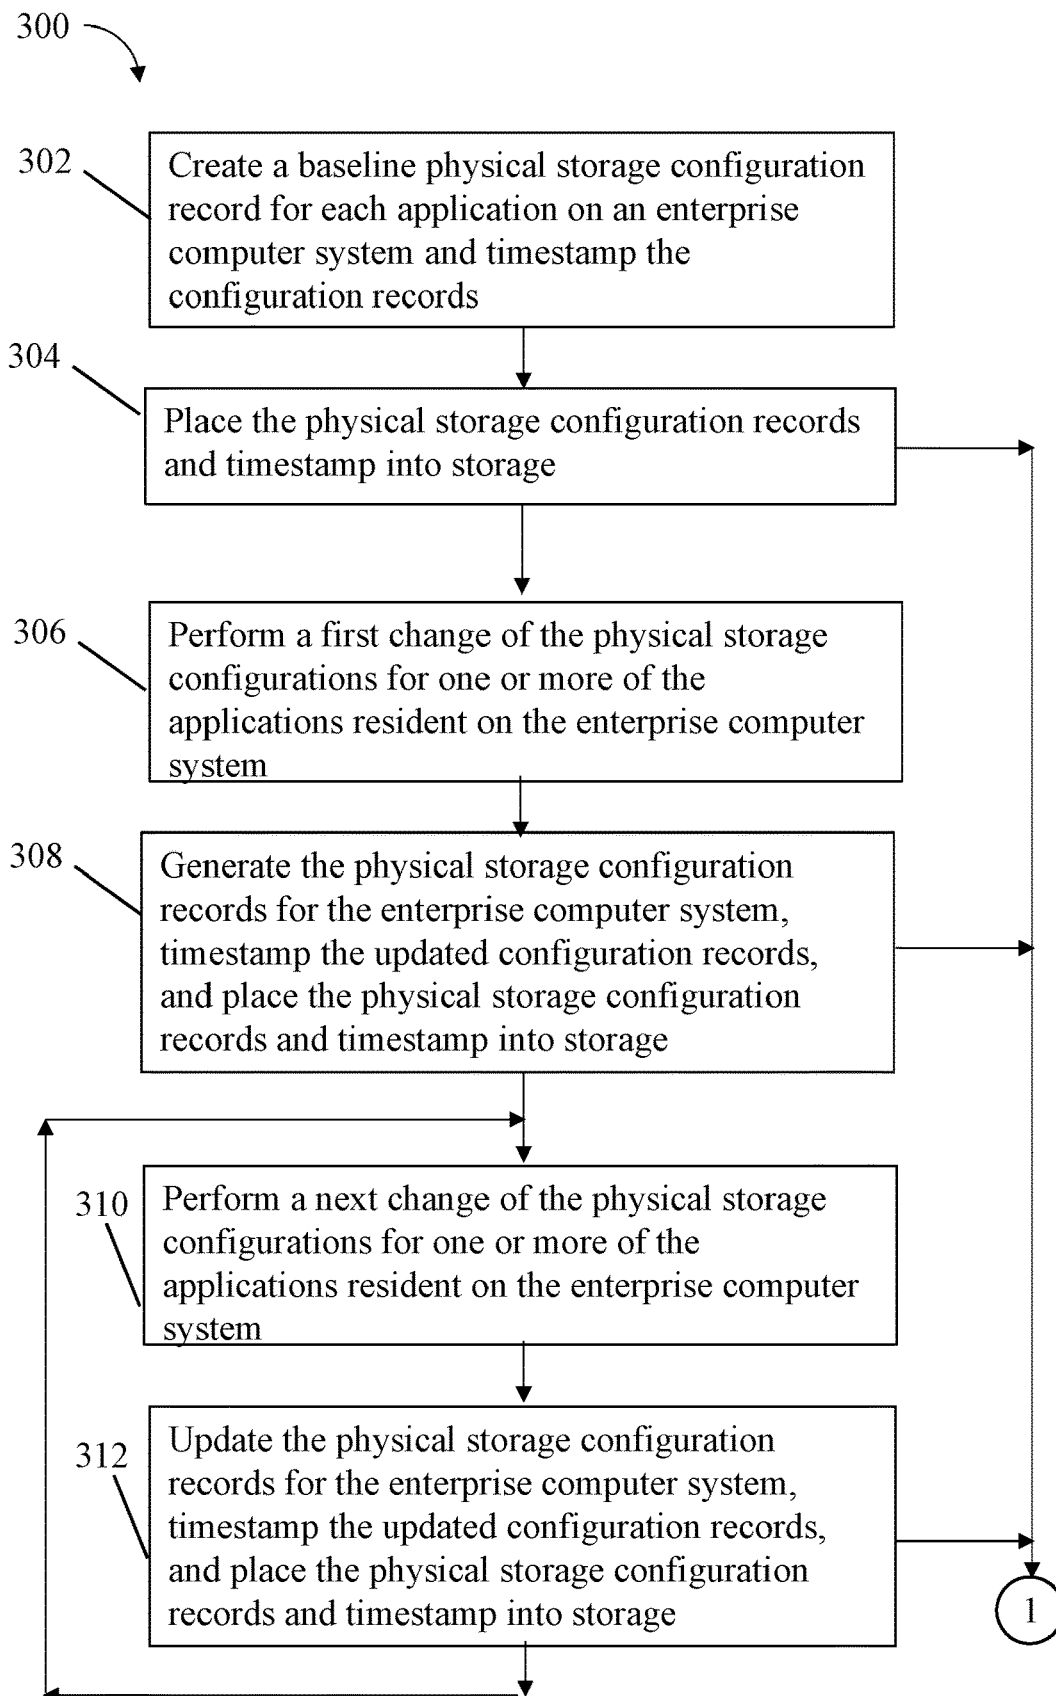 300
302
Create a baseline physical storage configuration
record for each application on an enterprise
computer system and timestamp the
configuration records
304
Place the physical storage configuration records
and timestamp into storage
306
Perform a first change of the physical storage
configurations for one or more of the
applications resident on the enterprise computer
system
308
Generate the physical storage configuration
records for the enterprise computer system,
timestamp the updated configuration records,
and place the physical storage configuration
records and timestamp into storage
310
Perform a next change of the physical storage
configurations for one or more of the
applications resident on the enterprise computer
system
312
Update the physical storage configuration
records for the enterprise computer system,
timestamp the updated configuration records,
and place the physical storage configuration
records and timestamp into storage
1